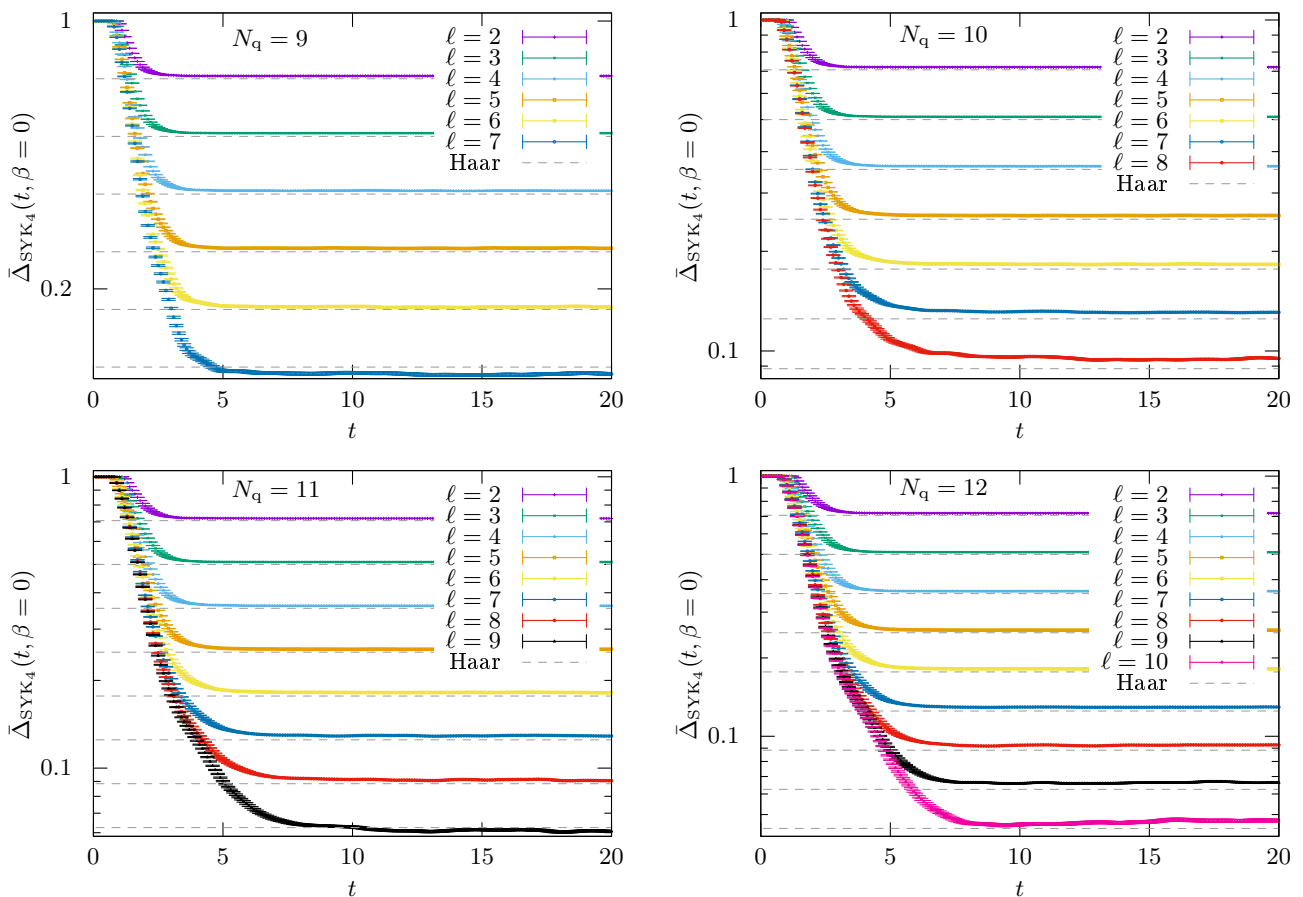 Δ̄_SYK₄(t, β = 0)
1
0.2
N_q = 9
ℓ = 2
ℓ = 3
ℓ = 4
ℓ = 5
ℓ = 6
ℓ = 7
Haar
0 5 10 15 20
t
Δ̄_SYK₄(t, β = 0)
1
0.1
N_q = 10
ℓ = 2
ℓ = 3
ℓ = 4
ℓ = 5
ℓ = 6
ℓ = 7
ℓ = 8
Haar
0 5 10 15 20
t
Δ̄_SYK₄(t, β = 0)
1
0.1
N_q = 11
ℓ = 2
ℓ = 3
ℓ = 4
ℓ = 5
ℓ = 6
ℓ = 7
ℓ = 8
ℓ = 9
Haar
0 5 10 15 20
t
Δ̄_SYK₄(t, β = 0)
1
0.1
N_q = 12
ℓ = 2
ℓ = 3
ℓ = 4
ℓ = 5
ℓ = 6
ℓ = 7
ℓ = 8
ℓ = 9
ℓ = 10
Haar
0 5 10 15 20
t